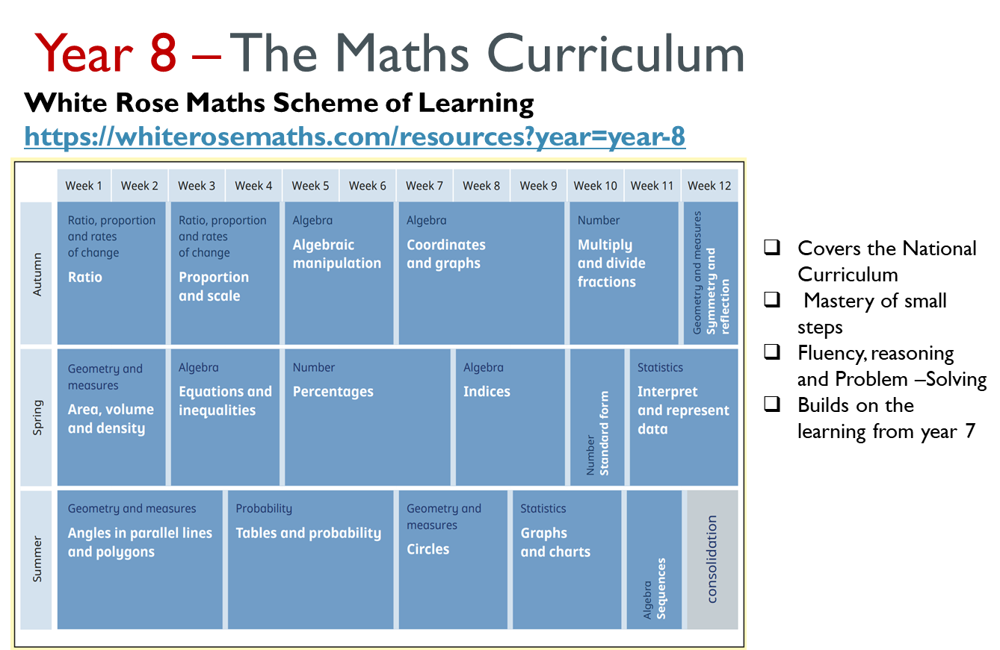 Year 8 – The Maths Curriculum
White Rose Maths Scheme of Learning
https://whiterosemaths.com/resources?year=year-8
Week 1 Week 2 Week 3 Week 4 Week 5 Week 6 Week 7 Week 8 Week 9 Week 10 Week 11 Week 12
Autumn
Ratio, proportion
and rates
of change
Ratio
Ratio, proportion
and rates
of change
Proportion
and scale
Algebra
Algebraic
manipulation
Algebra
Coordinates
and graphs
Number
Multiply
and divide
fractions
Geometry and measures
Symmetry and
reflection
Spring
Geometry and
measures
Area, volume
and density
Algebra
Equations and
inequalities
Number
Percentages
Algebra
Indices
Number
Standard form
Statistics
Interpret
and represent
data
Summer
Geometry and measures
Angles in parallel lines
and polygons
Probability
Tables and probability
Geometry and
measures
Circles
Statistics
Graphs
and charts
Algebra
Sequences
consolidation
❑ Covers the National
Curriculum
❑ Mastery of small
steps
❑ Fluency, reasoning
and Problem –Solving
❑ Builds on the
learning from year 7